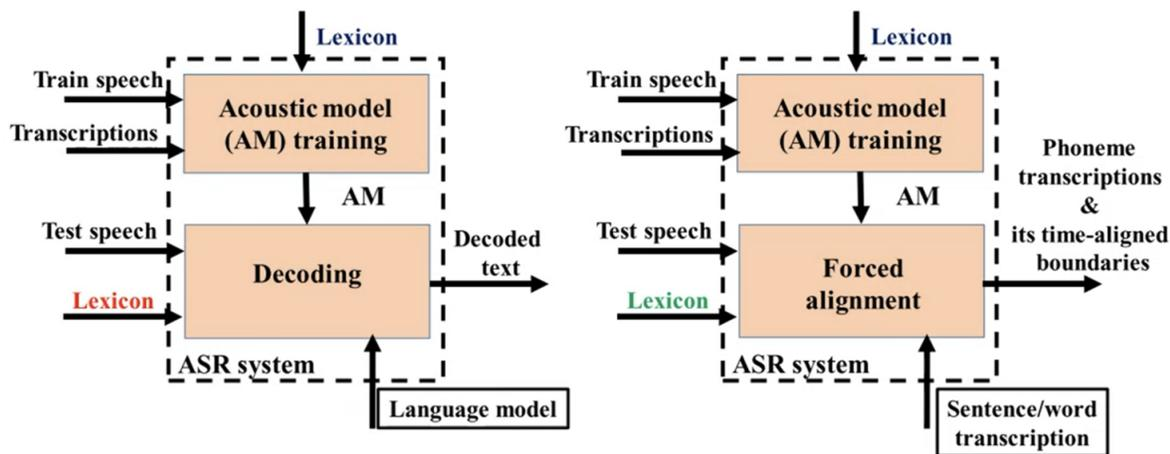 Lexicon
Train speech
Acoustic model
(AM) training
Transcriptions
AM
Test speech
Decoding
Decoded
text
Lexicon
ASR system
Language model
Lexicon
Train speech
Acoustic model
(AM) training
Transcriptions
AM
Phoneme
transcriptions
&
its time-aligned
boundaries
Test speech
Forced
alignment
Lexicon
ASR system
Sentence/word
transcription